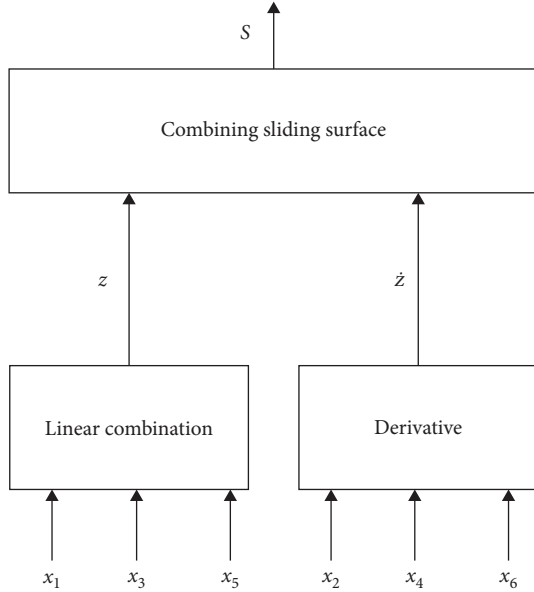 S
Combining sliding surface
z ż
Linear combination Derivative
x₁ x₃ x₅ x₂ x₄ x₆